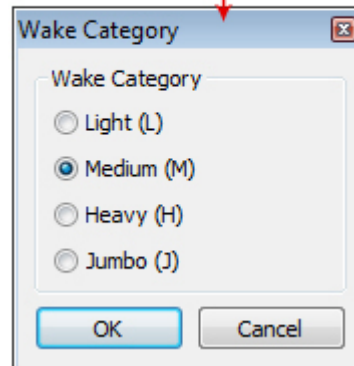 Wake Category
Wake Category
Light (L)
Medium (M)
Heavy (H)
Jumbo (J)
OK Cancel